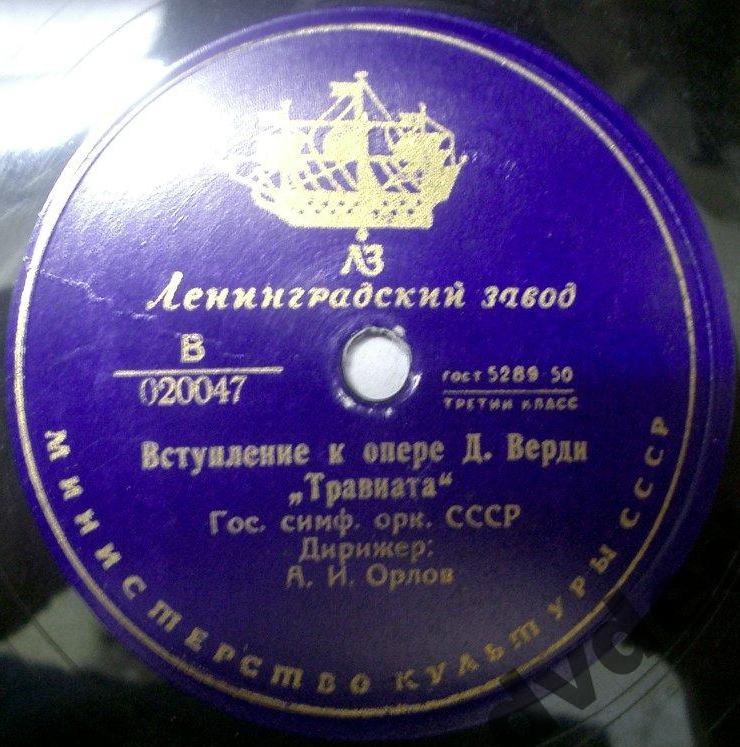 ЛЗ
Ленинградский завод
В
020047
ГОСТ 5289-50
ТРЕТИЙ КЛАСС
Вступление к опере Д. Верди
„Травиата“
Гос. симф. орк. СССР
Дирижер:
А. И. Орлов
МИНИСТЕРСТВО КУЛЬТУРЫ СССР